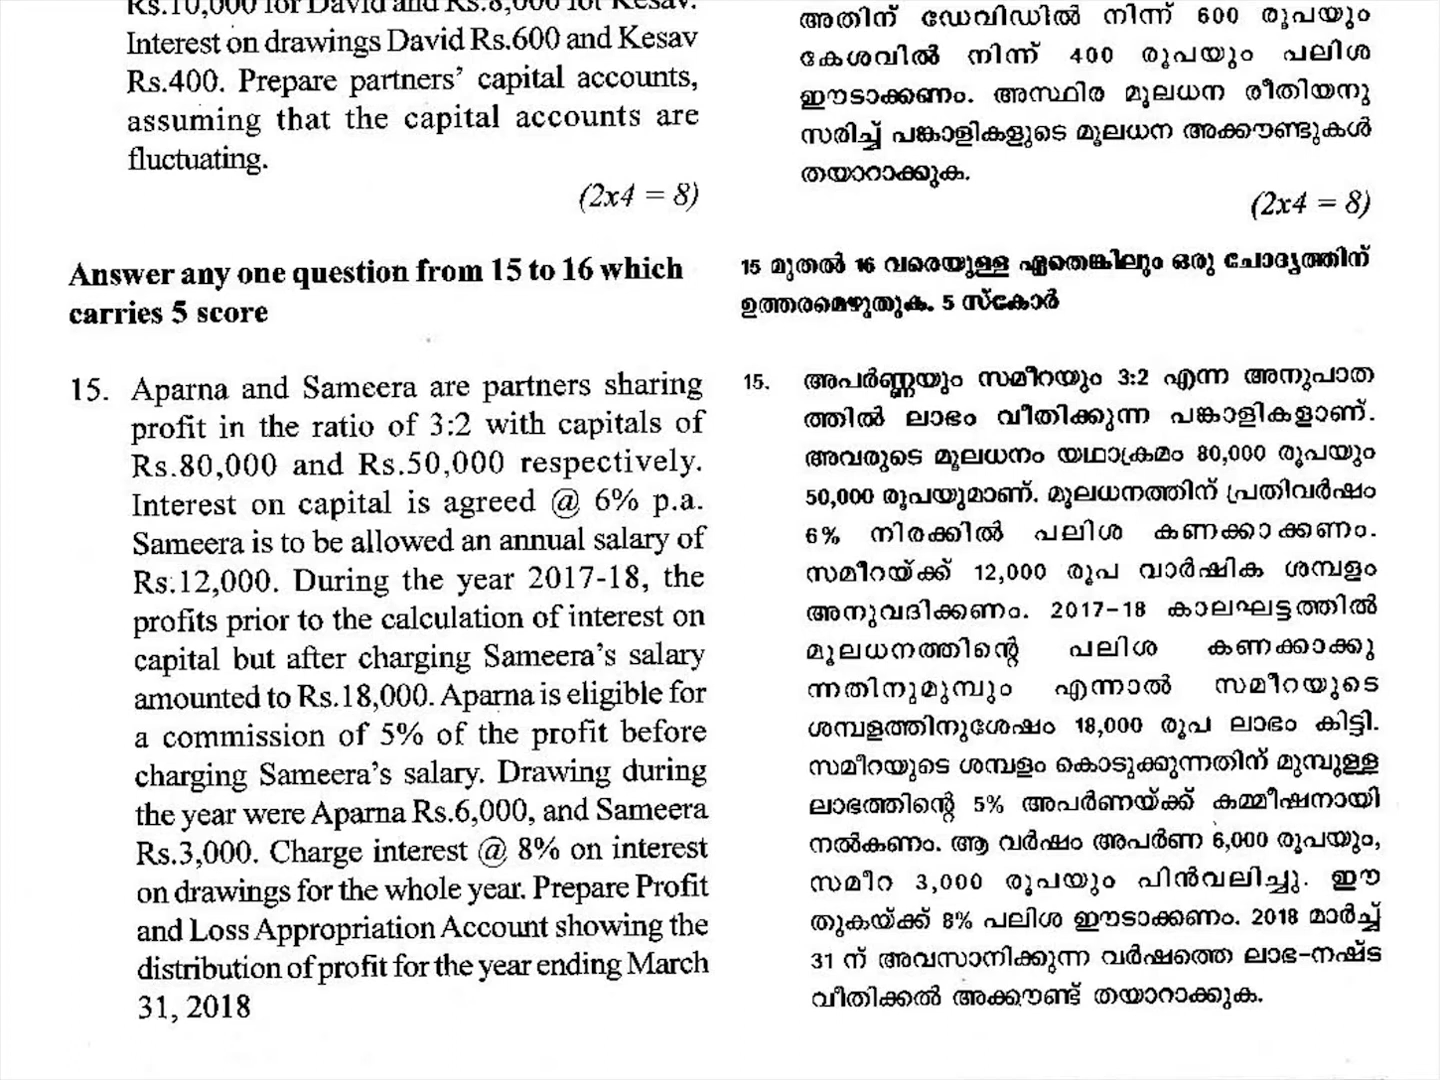 Rs.10,000 for David and Rs.8,000 for Kesav.
Interest on drawings David Rs.600 and Kesav
Rs.400. Prepare partners’ capital accounts,
assuming that the capital accounts are
fluctuating.
(2x4 = 8)
Answer any one question from 15 to 16 which
carries 5 score
15. Aparna and Sameera are partners sharing
profit in the ratio of 3:2 with capitals of
Rs.80,000 and Rs.50,000 respectively.
Interest on capital is agreed @ 6% p.a.
Sameera is to be allowed an annual salary of
Rs.12,000. During the year 2017-18, the
profits prior to the calculation of interest on
capital but after charging Sameera’s salary
amounted to Rs.18,000. Aparna is eligible for
a commission of 5% of the profit before
charging Sameera’s salary. Drawing during
the year were Aparna Rs.6,000, and Sameera
Rs.3,000. Charge interest @ 8% on interest
on drawings for the whole year. Prepare Profit
and Loss Appropriation Account showing the
distribution of profit for the year ending March
31, 2018
അതിന് ഡേവിഡിൽ നിന്ന് 600 രൂപയും
കേശവിൽ നിന്ന് 400 രൂപയും പലിശ
ഈടാക്കണം. അസ്ഥിര മൂലധന രീതിയനു
സരിച്ച് പങ്കാളികളുടെ മൂലധന അക്കൗണ്ടുകൾ
തയാറാക്കുക.
(2x4 = 8)
15 മുതൽ 16 വരെയുള്ള ഏതെങ്കിലും ഒരു ചോദ്യത്തിന്
ഉത്തരമെഴുതുക. 5 സ്കോർ
15. അപർണ്ണയും സമീറയും 3:2 എന്ന അനുപാത
ത്തിൽ ലാഭം വീതിക്കുന്ന പങ്കാളികളാണ്.
അവരുടെ മൂലധനം യഥാക്രമം 80,000 രൂപയും
50,000 രൂപയുമാണ്. മൂലധനത്തിന് പ്രതിവർഷം
6% നിരക്കിൽ പലിശ കണക്കാക്കണം.
സമീറയ്ക്ക് 12,000 രൂപ വാർഷിക ശമ്പളം
അനുവദിക്കണം. 2017-18 കാലഘട്ടത്തിൽ
മൂലധനത്തിന്റെ പലിശ കണക്കാക്കു
ന്നതിനുമുമ്പും എന്നാൽ സമീറയുടെ
ശമ്പളത്തിനുശേഷം 18,000 രൂപ ലാഭം കിട്ടി.
സമീറയുടെ ശമ്പളം കൊടുക്കുന്നതിന് മുമ്പുള്ള
ലാഭത്തിന്റെ 5% അപർണയ്ക്ക് കമ്മീഷനായി
നൽകണം. ആ വർഷം അപർണ 6,000 രൂപയും,
സമീറ 3,000 രൂപയും പിൻവലിച്ചു. ഈ
തുകയ്ക്ക് 8% പലിശ ഈടാക്കണം. 2018 മാർച്ച്
31 ന് അവസാനിക്കുന്ന വർഷത്തെ ലാഭ-നഷ്ട
വീതിക്കൽ അക്കൗണ്ട് തയാറാക്കുക.